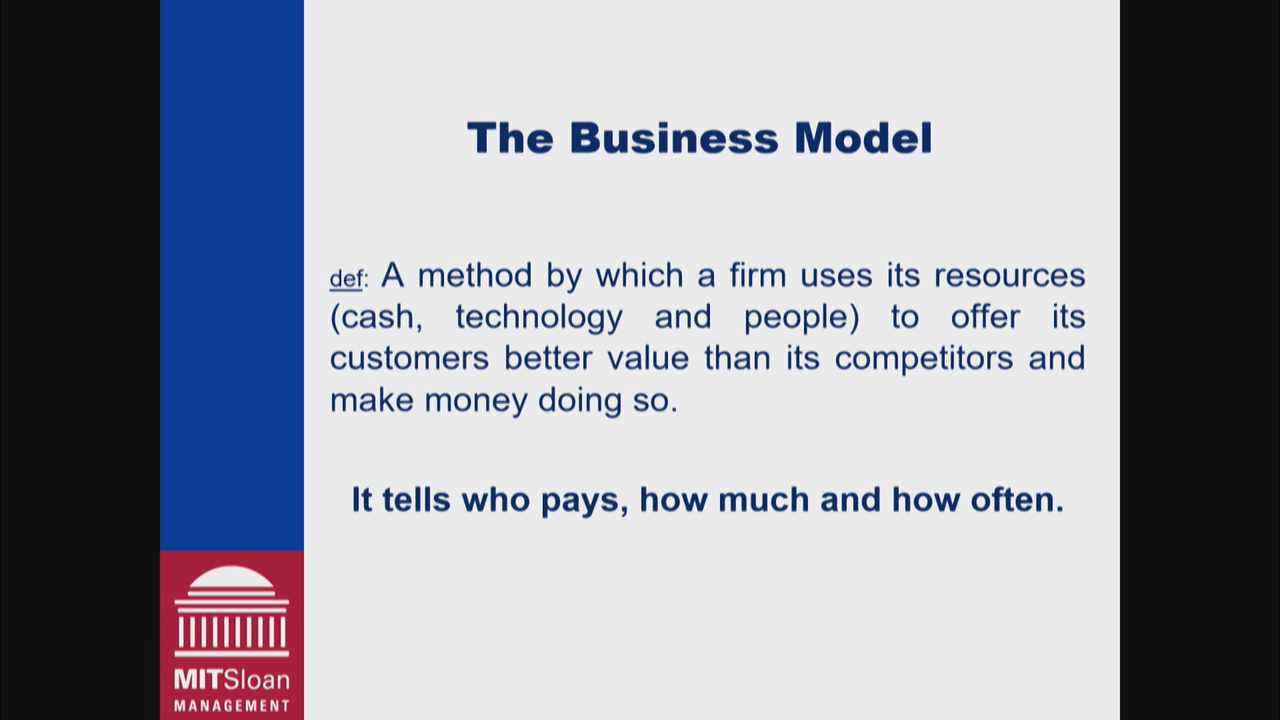 The Business Model
def: A method by which a firm uses its resources
(cash, technology and people) to offer its
customers better value than its competitors and
make money doing so.
It tells who pays, how much and how often.
MITSloan
MANAGEMENT